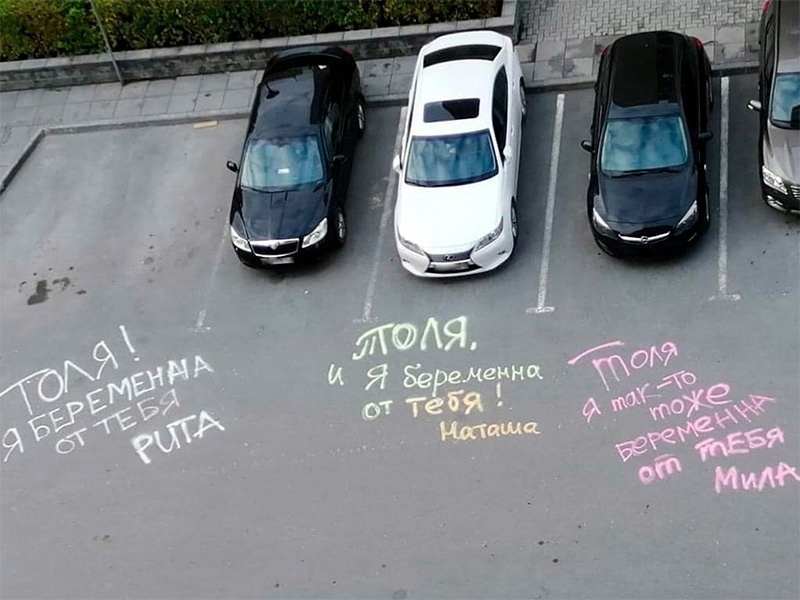 ТОЛЯ!
Я БЕРЕМЕННА
ОТ ТЕБЯ
РИТА
ТОЛЯ,
и Я беременна
от тебя!
Наташа
Толя
я так-то
тоже
беременна
от тебя
Мила